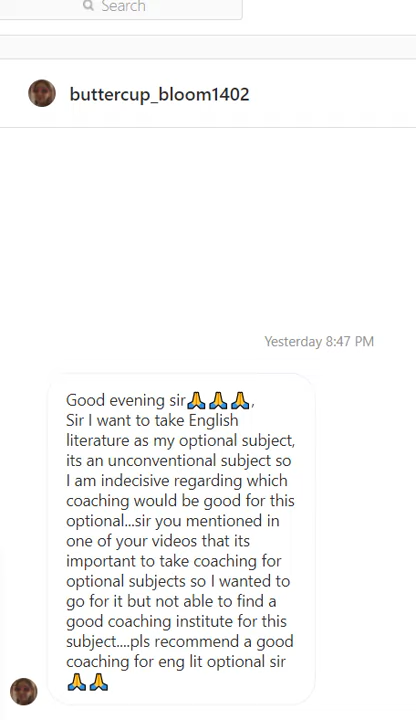 Search
buttercup_bloom1402
Yesterday 8:47 PM
Good evening sir🙏🙏🙏,
Sir I want to take English
literature as my optional subject,
its an unconventional subject so
I am indecisive regarding which
coaching would be good for this
optional...sir you mentioned in
one of your videos that its
important to take coaching for
optional subjects so I wanted to
go for it but not able to find a
good coaching institute for this
subject....pls recommend a good
coaching for eng lit optional sir
🙏🙏